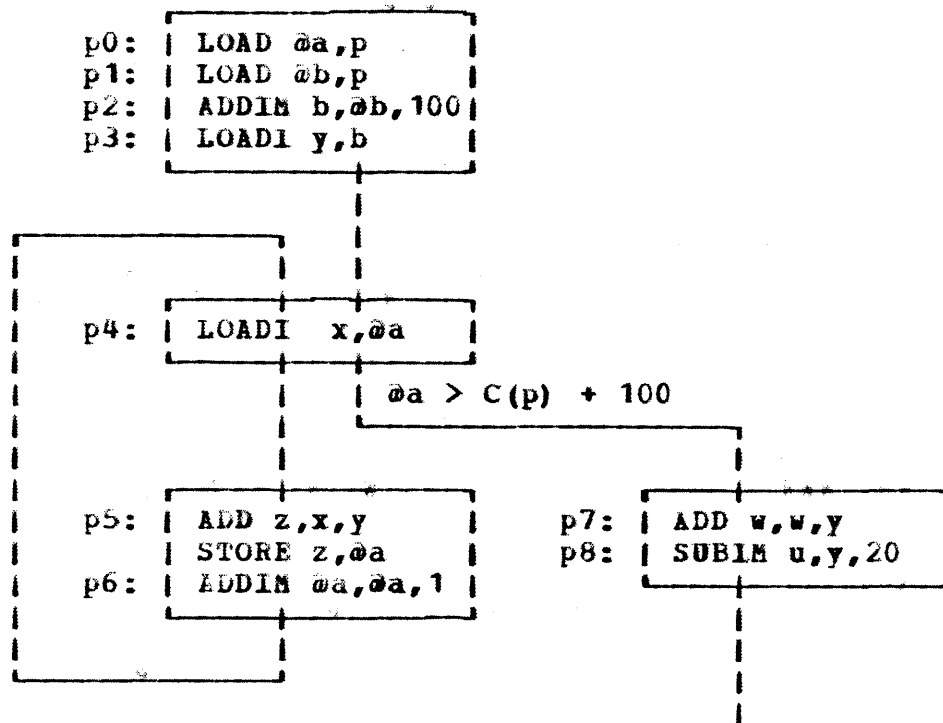 p0: LOAD @a,p
p1: LOAD @b,p
p2: ADDIM b,@b,100
p3: LOADI y,b
p4: LOADI x,@a
@a > C(p) + 100
p5: ADD z,x,y
STORE z,@a
p6: ADDIM @a,@a,1
p7: ADD w,w,y
p8: SUBIM u,y,20